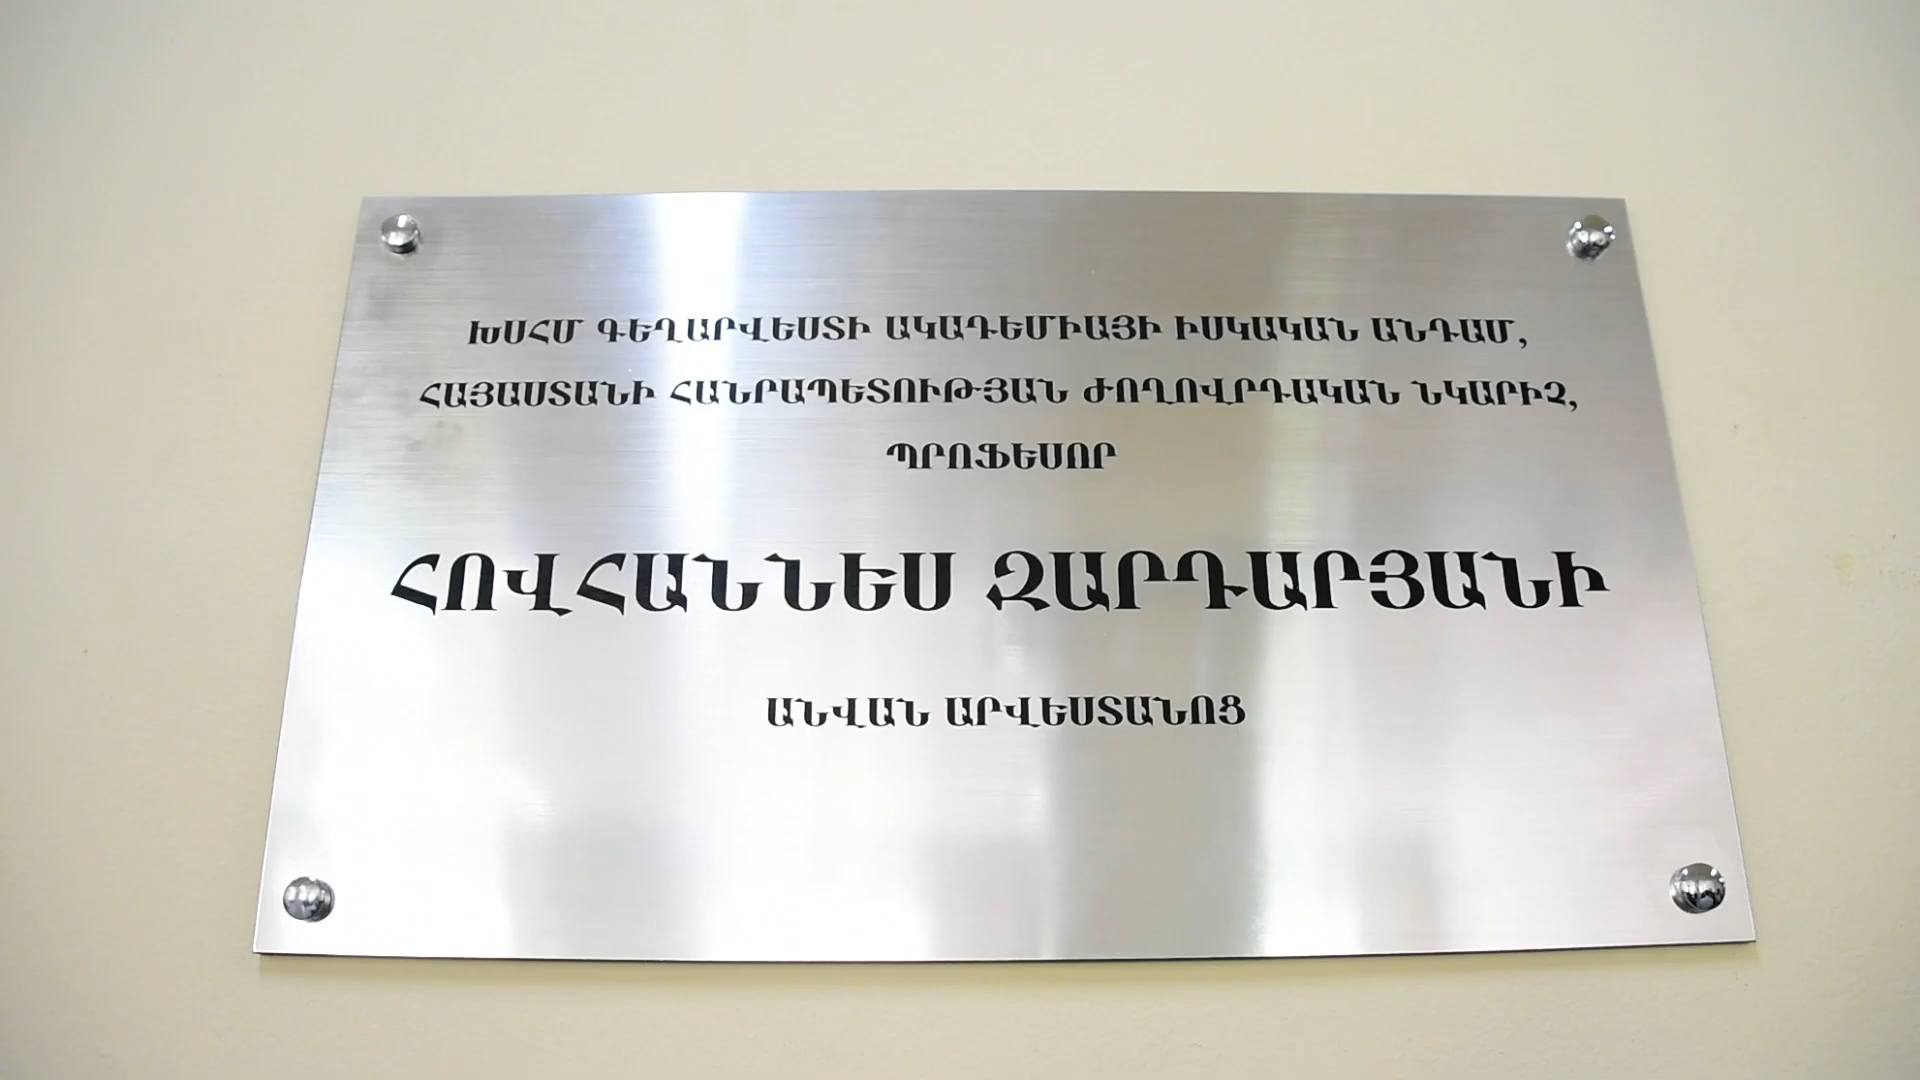 ԽՍՀՄ ԳԵՂԱՐՎԵՍՏԻ ԱԿԱԴԵՄԻԱՅԻ ԻՍԿԱԿԱՆ ԱՆԴԱՄ,
ՀԱՅԱՍՏԱՆԻ ՀԱՆՐԱՊԵՏՈՒԹՅԱՆ ԺՈՂՈՎՐԴԱԿԱՆ ՆԿԱՐԻՉ,
ՊՐՈՖԵՍՈՐ
ՀՈՎՀԱՆՆԵՍ ԶԱՐԴԱՐՅԱՆԻ
ԱՆՎԱՆ ԱՐՎԵՍՏԱՆՈՑ